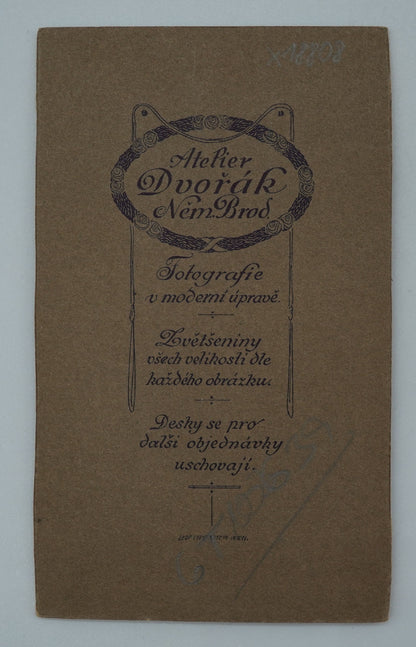 18808
Atelier
Dvořák
Něm. Brod.
Fotografie
v moderní úpravě.
Zvětšeniny
všech velikostí dle
každého obrázku.
Desky se pro
další objednávky
uschovají.